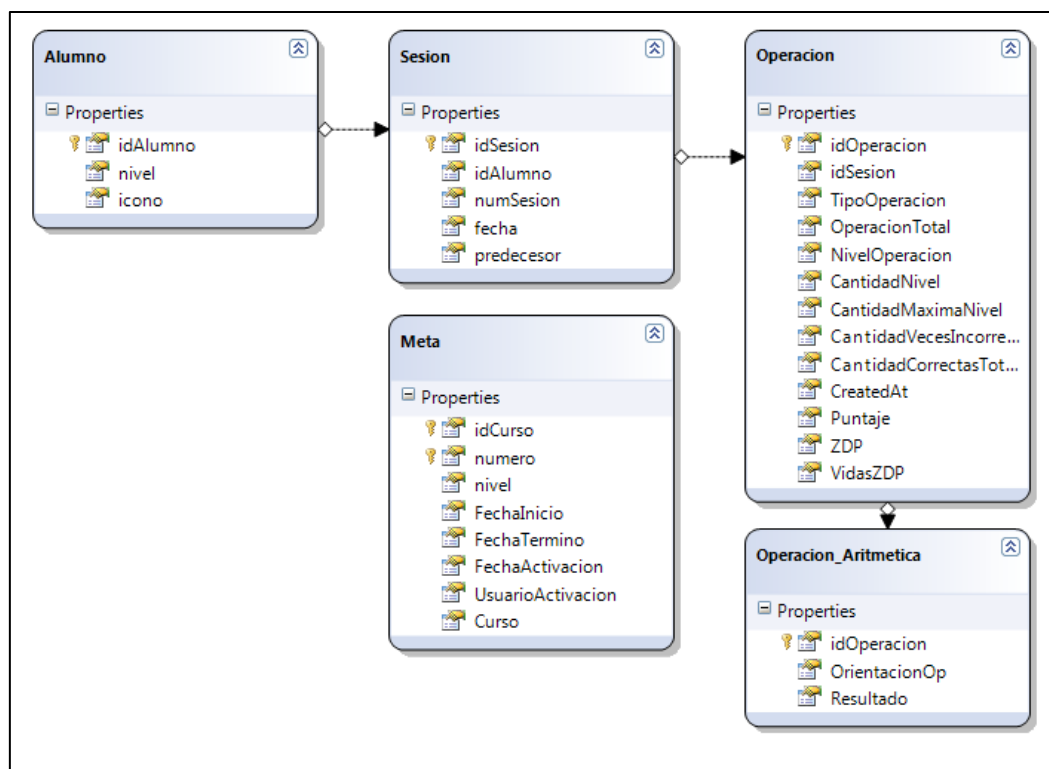 Alumno
Properties
idAlumno
nivel
icono
Sesion
Properties
idSesion
idAlumno
numSesion
fecha
predecesor
Operacion
Properties
idOperacion
idSesion
TipoOperacion
OperacionTotal
NivelOperacion
CantidadNivel
CantidadMaximaNivel
CantidadVecesIncorre...
CantidadCorrectasTot...
CreatedAt
Puntaje
ZDP
VidasZDP
Meta
Properties
idCurso
numero
nivel
FechaInicio
FechaTermino
FechaActivacion
UsuarioActivacion
Curso
Operacion_Aritmetica
Properties
idOperacion
OrientacionOp
Resultado